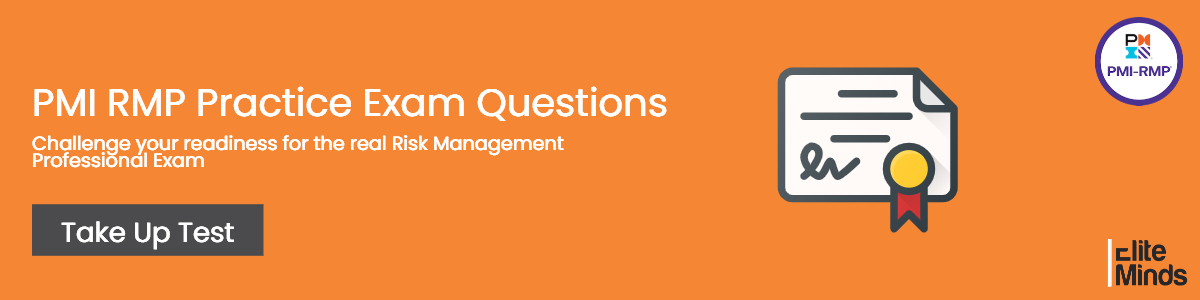 PMI RMP Practice Exam Questions
Challenge your readiness for the real Risk Management
Professional Exam
Take Up Test
PMI-RMP
Elite
Minds